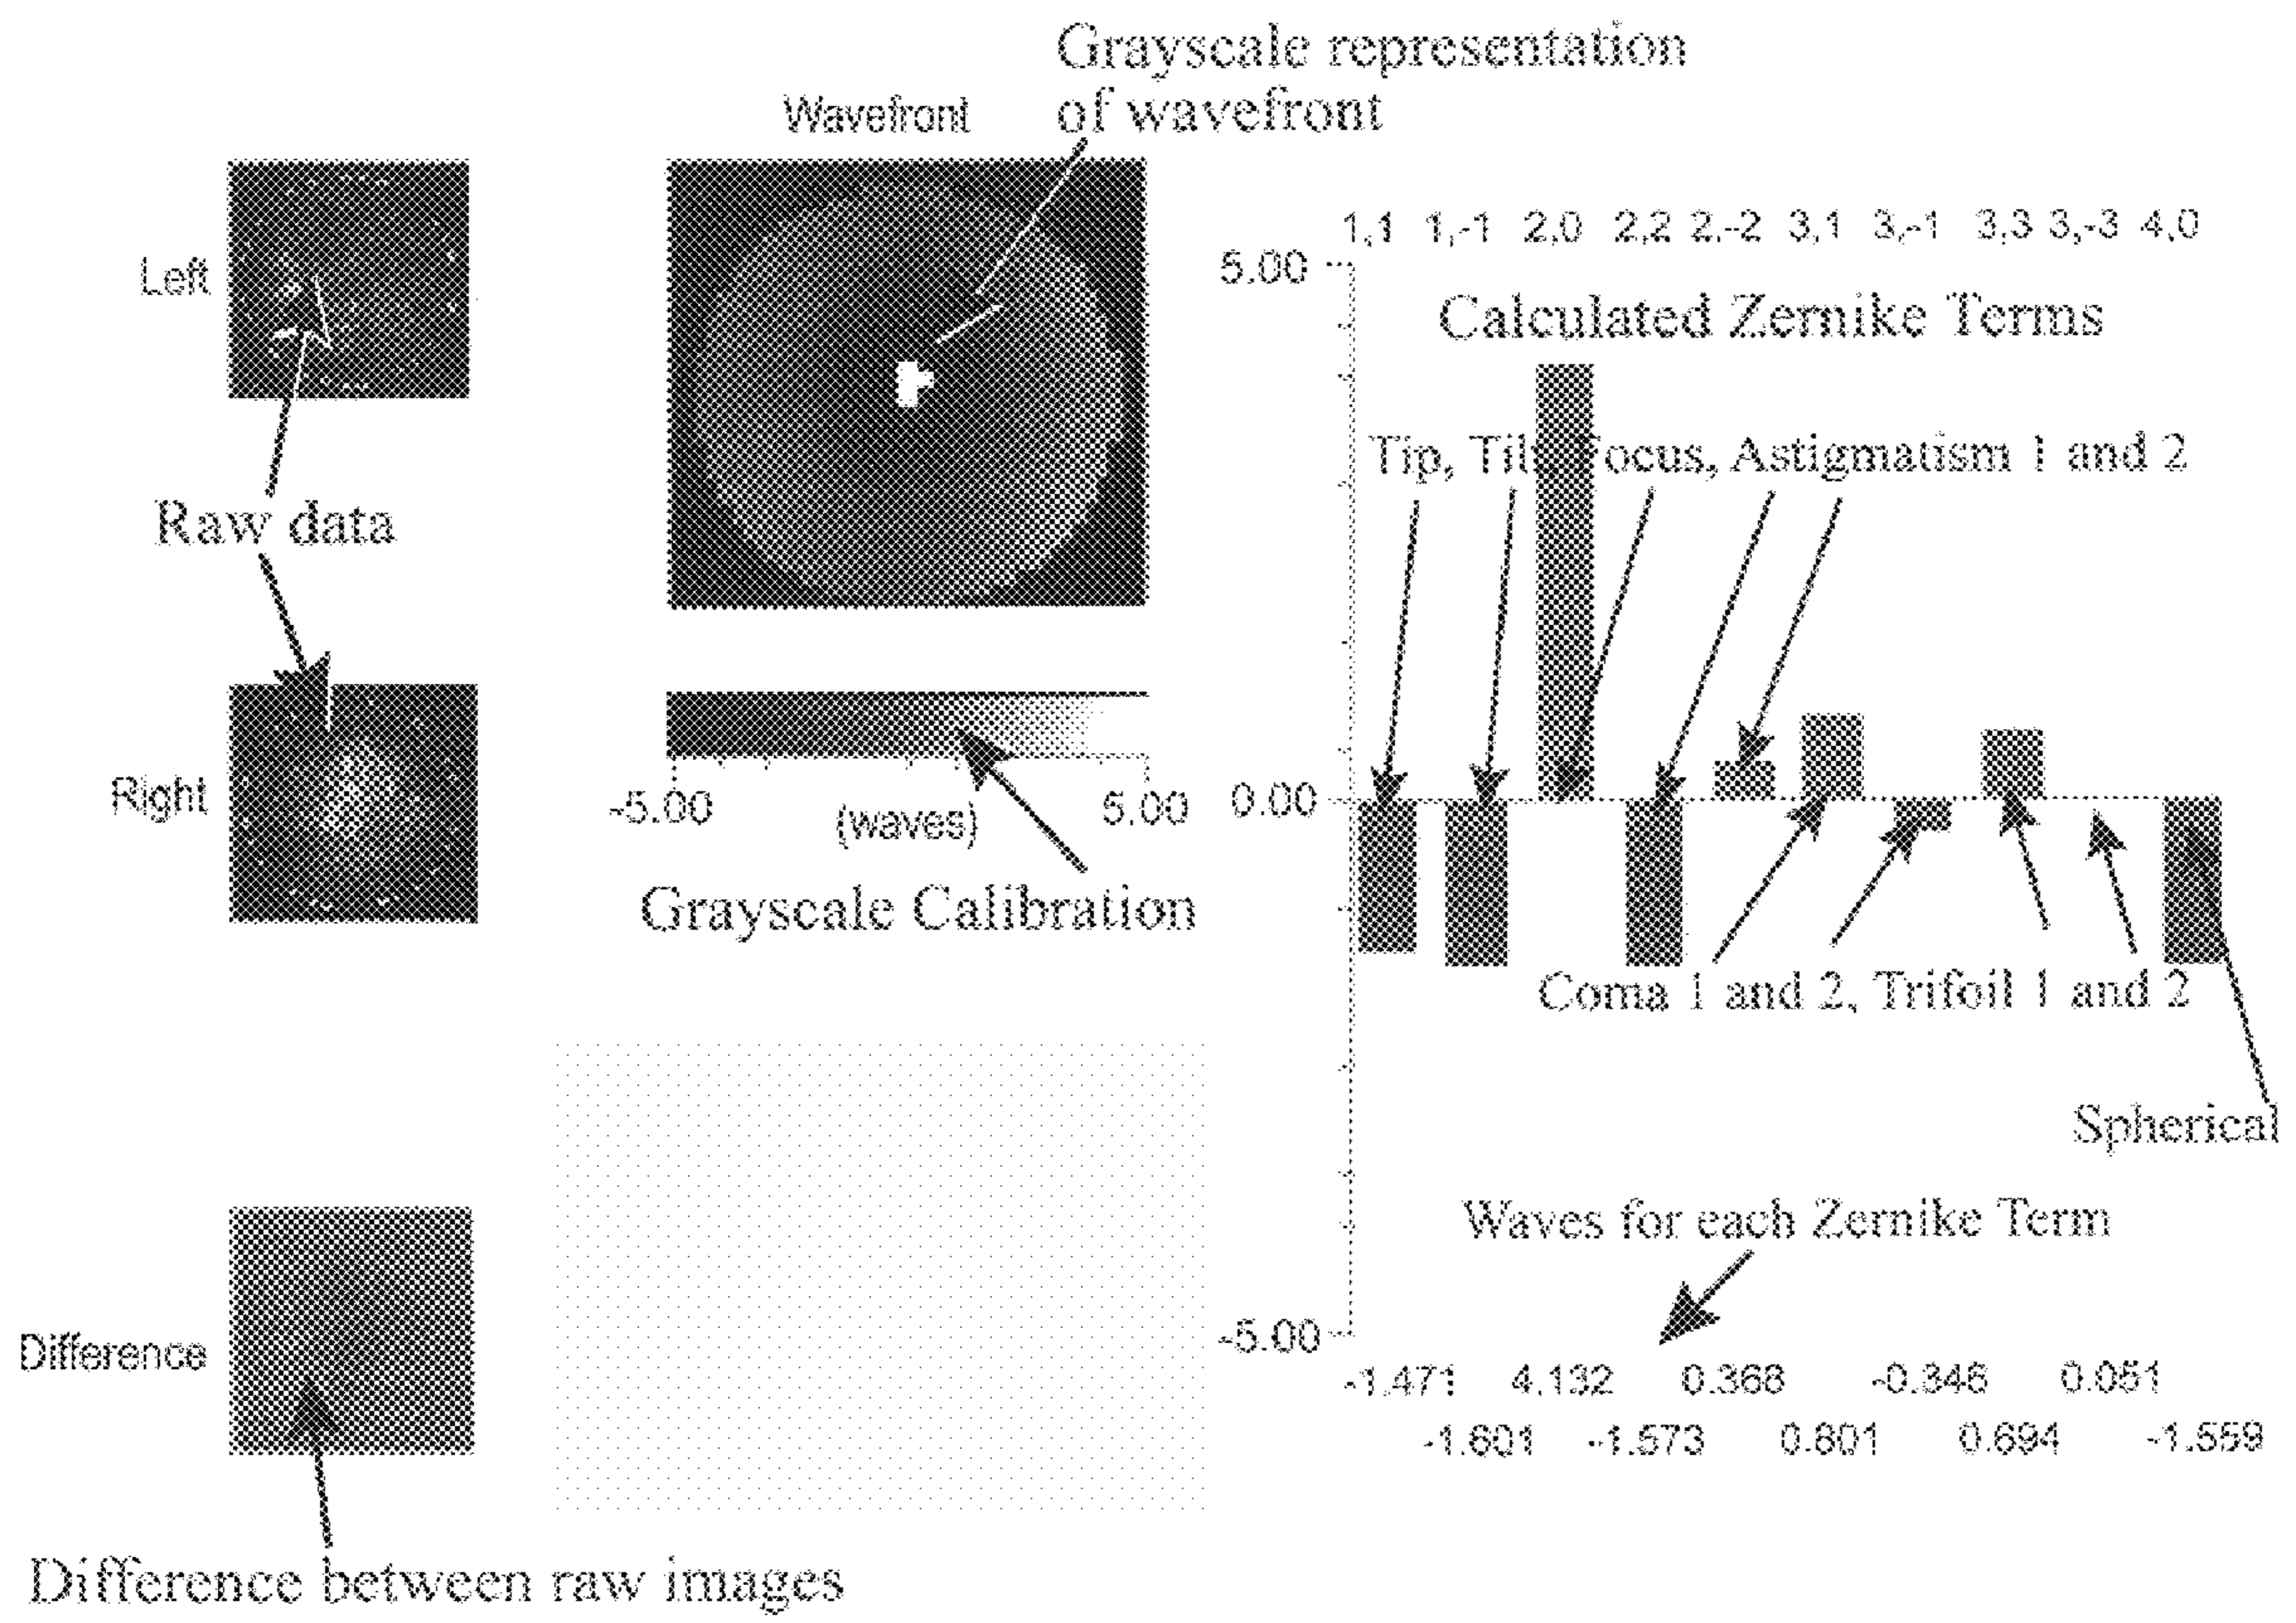 Grayscale representation
of wavefront
Wavefront
Left
1,1 1,-1 2,0 2,2 2,-2 3,1 3,-1 3,3 3,-3 4,0
5.00
Calculated Zernike Terms
Tip, Tilt, Focus, Astigmatism 1 and 2
Raw data
Right
-5.00
(waves)
5.00
0.00
Grayscale Calibration
Coma 1 and 2, Trifoil 1 and 2
Spherical
Waves for each Zernike Term
-5.00
Difference
-1.471 4.132 0.368 -0.346 0.051
-1.601 -1.573 0.801 0.694 -1.559
Difference between raw images